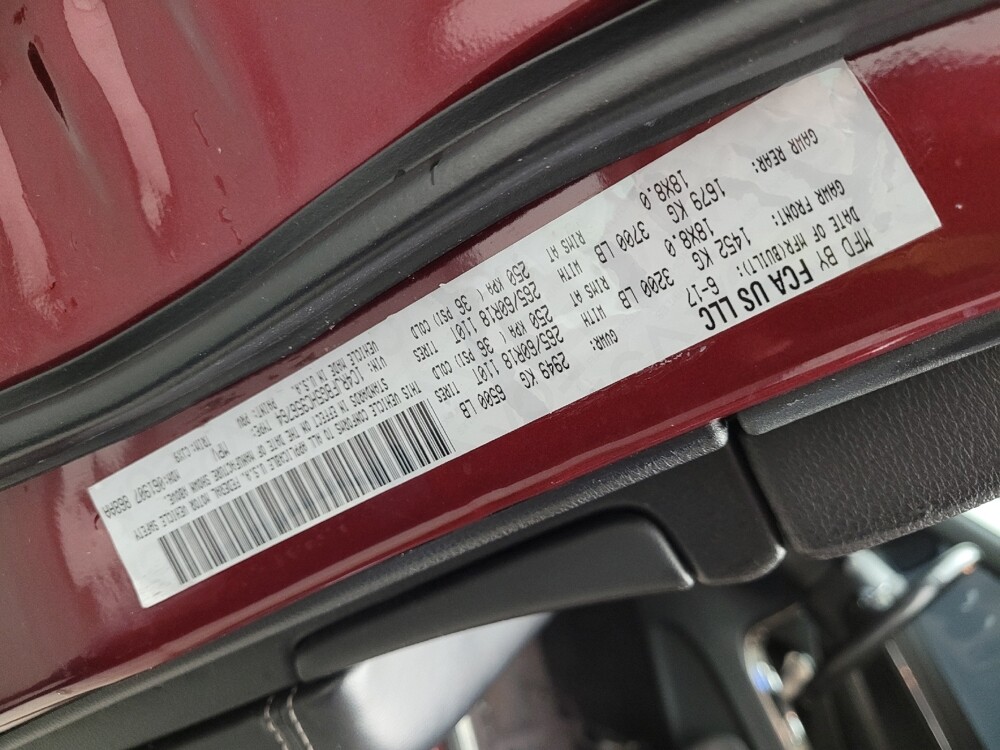 MFD BY FCA US LLC
DATE OF MFR(BUILT): 6-17
GVWR: 2949 KG 6500 LB
GAWR FRONT: 1452 KG 3200 LB
WITH 265/60R18 110T TIRES
RIMS AT 18X8.0
250 KPA ( 36 PSI) COLD
GAWR REAR: 1679 KG 3700 LB
WITH 265/60R18 110T TIRES
RIMS AT 18X8.0
250 KPA ( 36 PSI) COLD
THIS VEHICLE CONFORMS TO ALL APPLICABLE U.S.A. FEDERAL MOTOR VEHICLE SAFETY
STANDARDS IN EFFECT ON THE DATE OF MANUFACTURE SHOWN ABOVE.
VIN:
TYPE: MPV
VEHICLE MADE IN U.S.A.
PAINT: PRV
TRIM:
MDH:061907 868AA